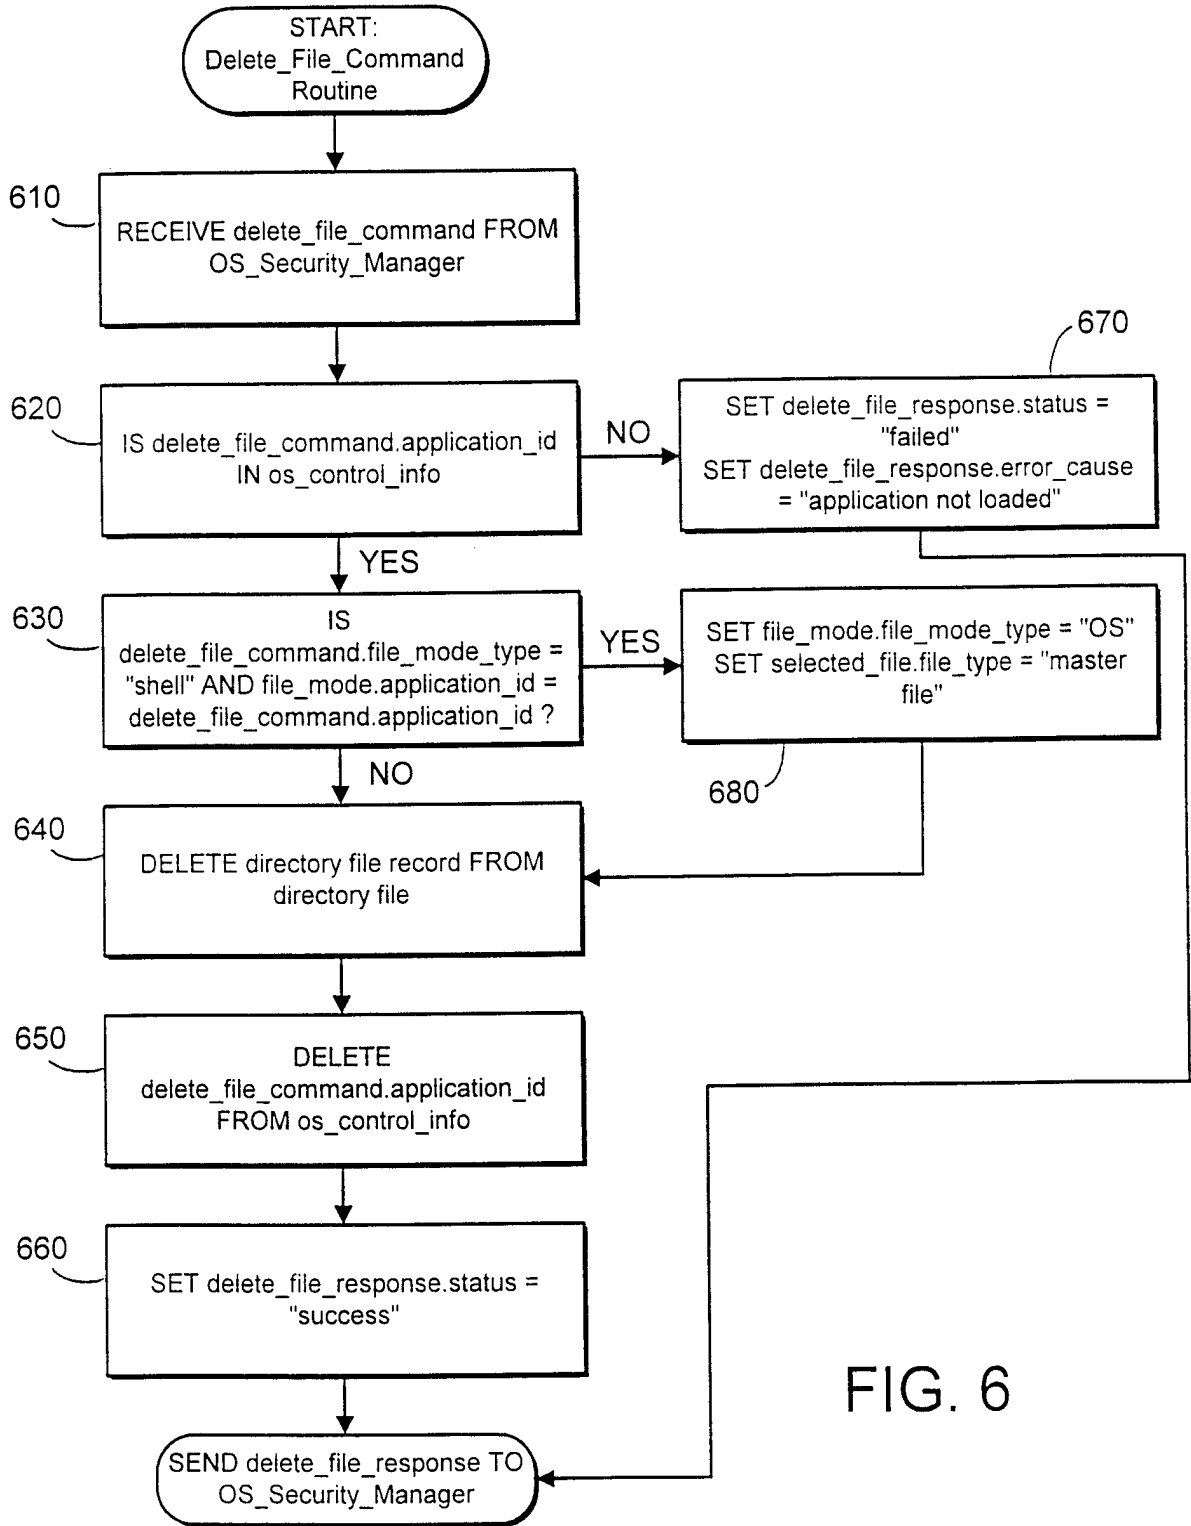 START:
Delete_File_Command
Routine
610
RECEIVE delete_file_command FROM
OS_Security_Manager
670
SET delete_file_response.status =
"failed"
SET delete_file_response.error_cause
= "application not loaded"
620
IS delete_file_command.application_id
IN os_control_info
NO
YES
630
IS
delete_file_command.file_mode_type =
"shell" AND file_mode.application_id =
delete_file_command.application_id ?
YES
SET file_mode.file_mode_type = "OS"
SET selected_file.file_type = "master
file"
680
NO
640
DELETE directory file record FROM
directory file
650
DELETE
delete_file_command.application_id
FROM os_control_info
660
SET delete_file_response.status =
"success"
SEND delete_file_response TO
OS_Security_Manager
FIG. 6